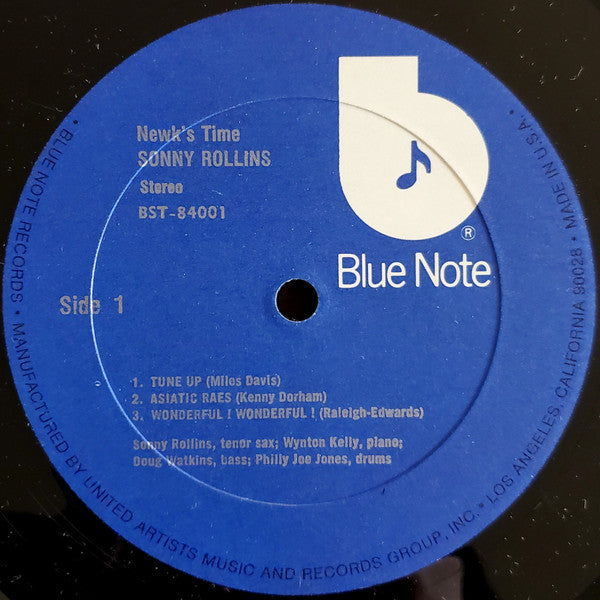 Newk's Time
SONNY ROLLINS
Stereo
BST-84001
®
Blue Note
Side 1
1. TUNE UP (Miles Davis)
2. ASIATIC RAES (Kenny Dorham)
3. WONDERFUL ! WONDERFUL ! (Raleigh-Edwards)
Sonny Rollins, tenor sax; Wynton Kelly, piano;
Doug Watkins, bass; Philly Joe Jones, drums
• BLUE NOTE RECORDS • MANUFACTURED BY UNITED ARTISTS MUSIC AND RECORDS GROUP, INC. • LOS ANGELES, CALIFORNIA 90028 • MADE IN U.S.A. •